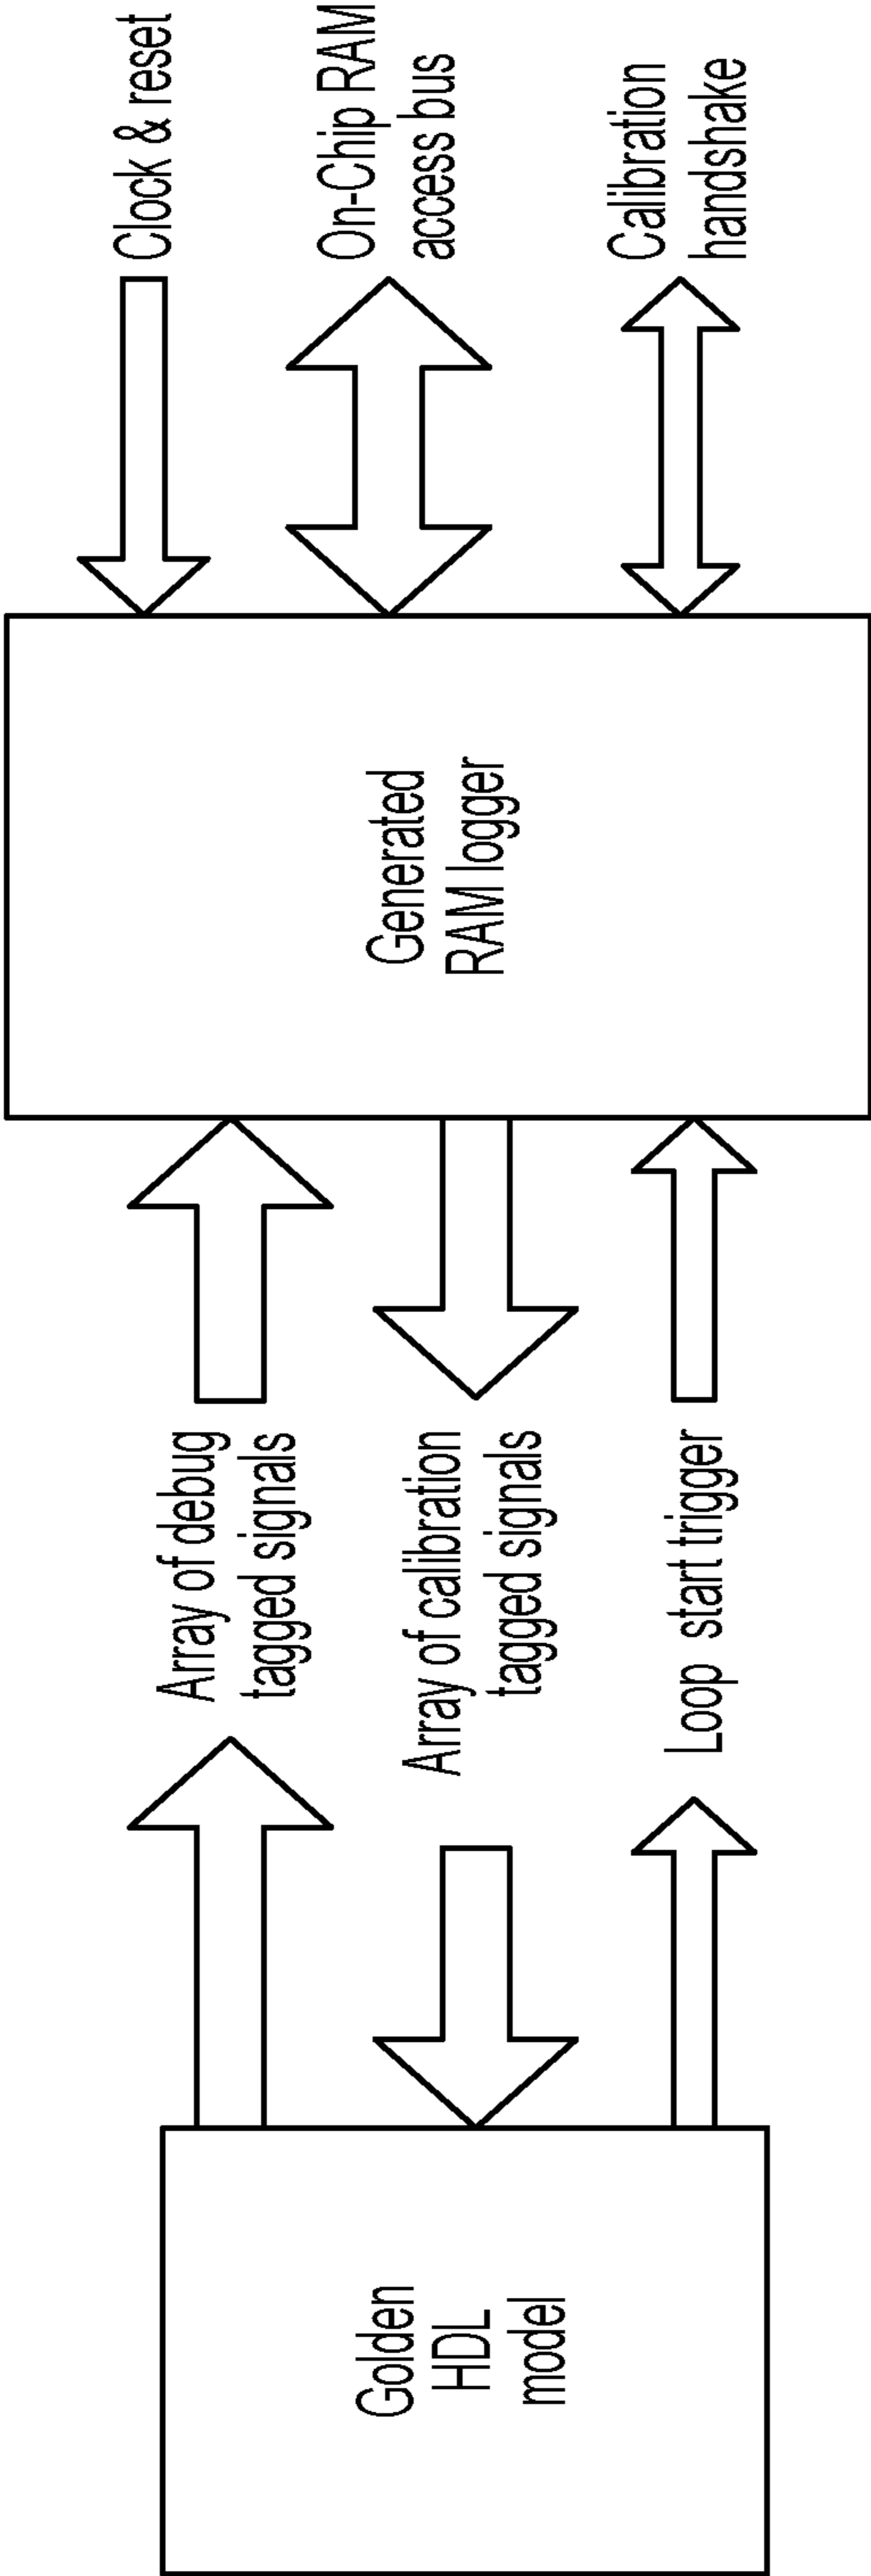 Golden
HDL
model
Array of debug
tagged signals
Array of calibration
tagged signals
Loop start trigger
Generated
RAM logger
Clock & reset
On-Chip RAM
access bus
Calibration
handshake